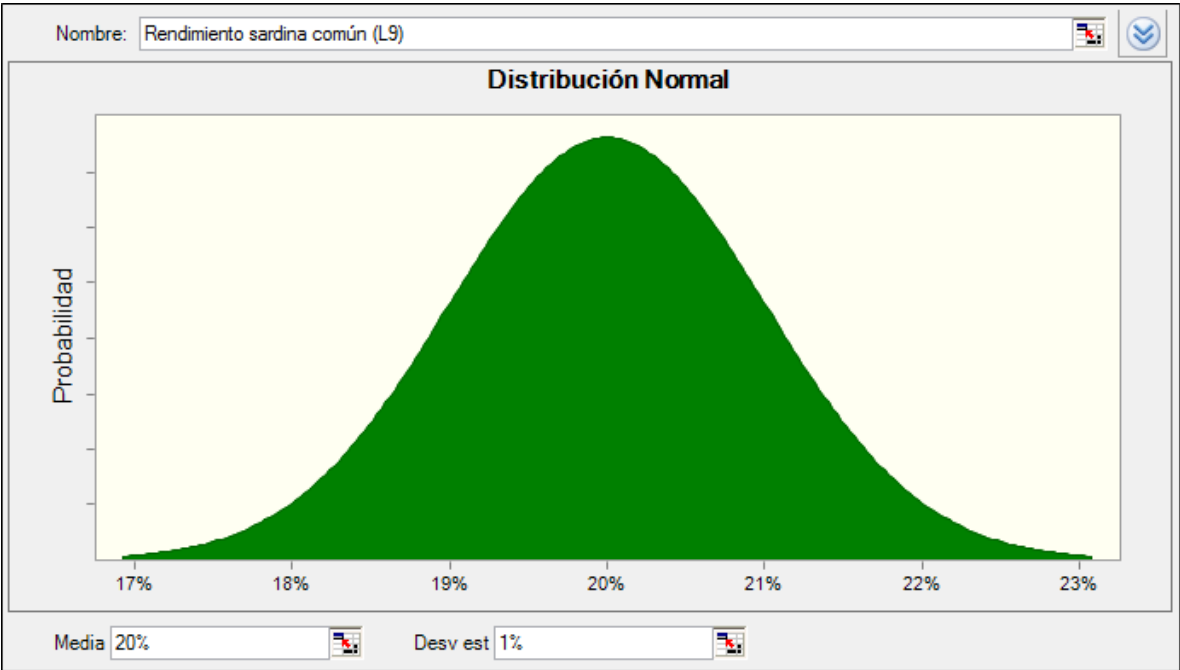 Nombre: Rendimiento sardina común (L9)
Distribución Normal
Probabilidad
17% 18% 19% 20% 21% 22% 23%
Media 20% Desv est 1%